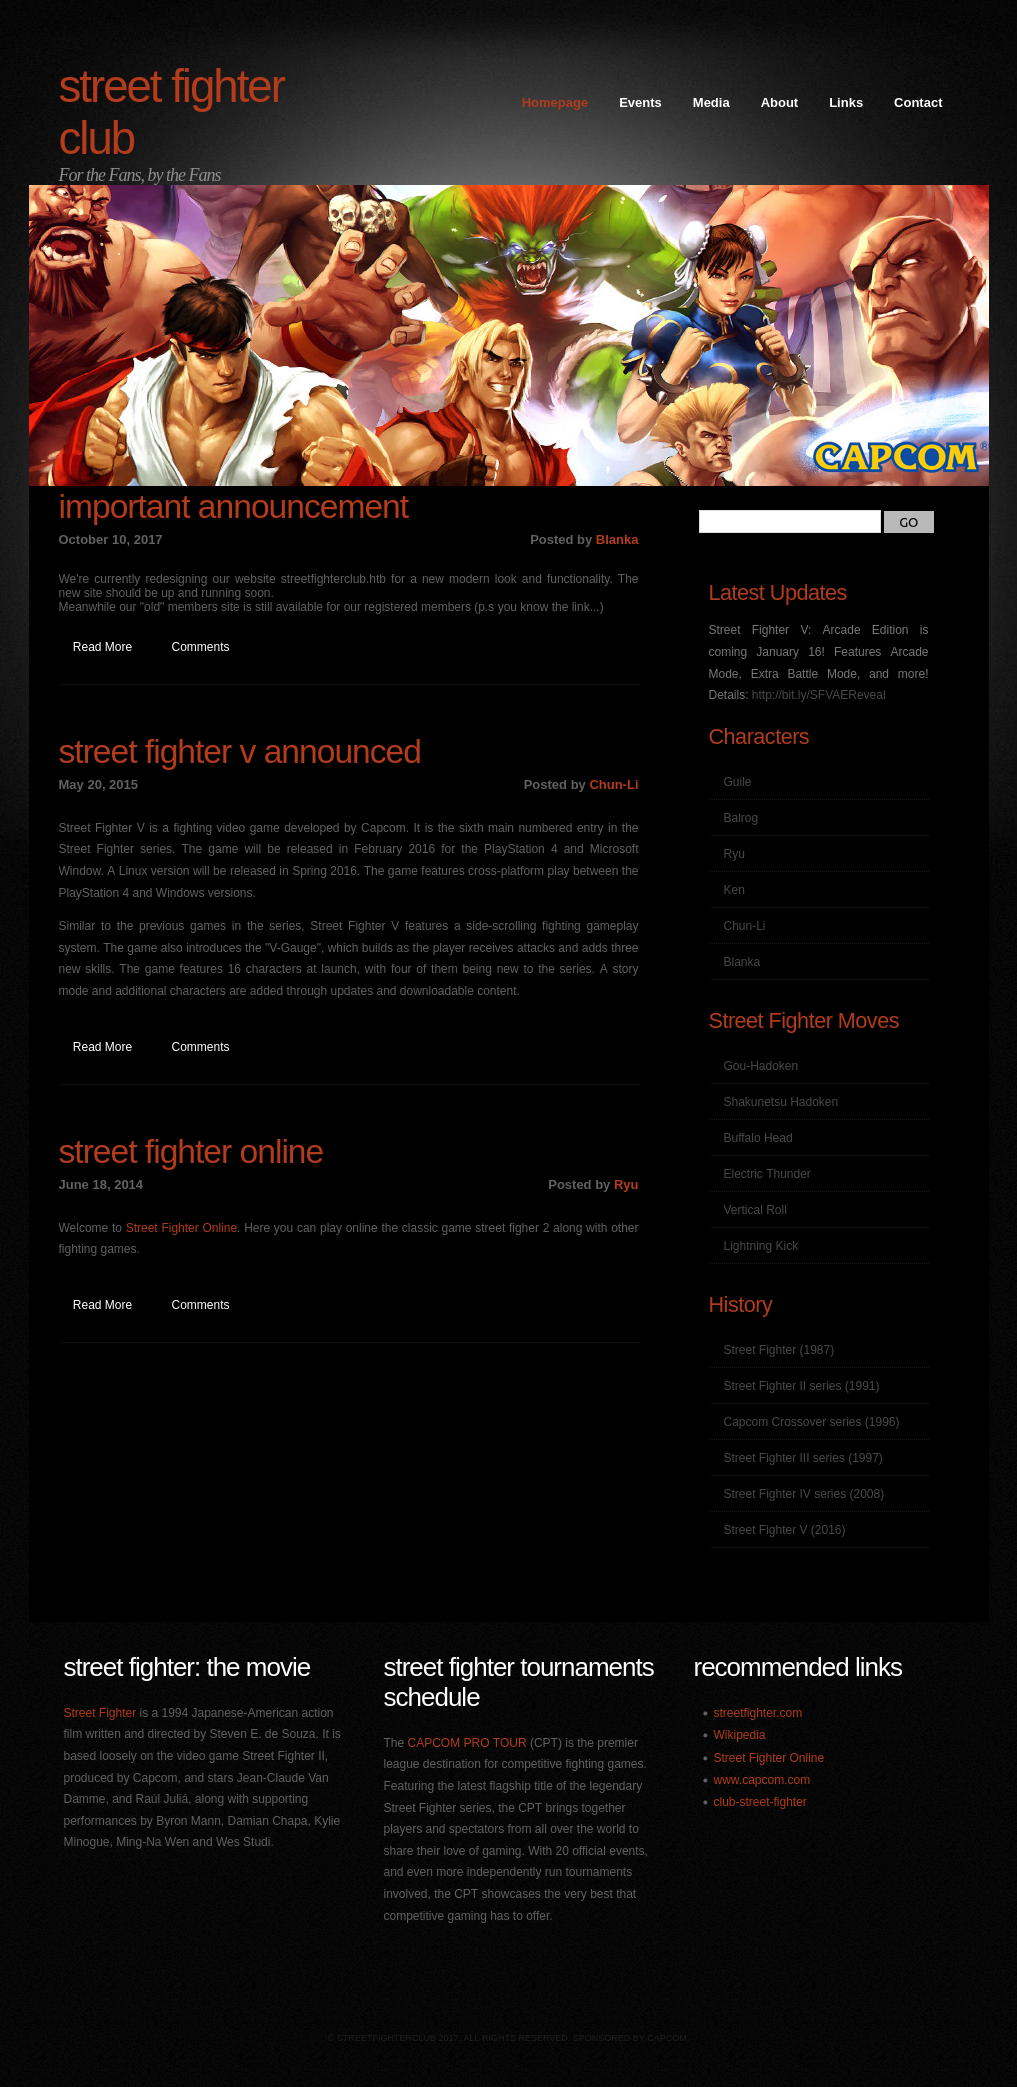 street fighter
club
For the Fans, by the Fans
Homepage Events Media About Links Contact
CAPCOM®
important announcement
October 10, 2017 Posted by Blanka
We're currently redesigning our website streetfighterclub.htb for a new modern look and functionality. The
new site should be up and running soon.
Meanwhile our "old" members site is still available for our registered members (p.s you know the link...)
Read More Comments
street fighter v announced
May 20, 2015 Posted by Chun-Li
Street Fighter V is a fighting video game developed by Capcom. It is the sixth main numbered entry in the
Street Fighter series. The game will be released in February 2016 for the PlayStation 4 and Microsoft
Window. A Linux version will be released in Spring 2016. The game features cross-platform play between the
PlayStation 4 and Windows versions.
Similar to the previous games in the series, Street Fighter V features a side-scrolling fighting gameplay
system. The game also introduces the "V-Gauge", which builds as the player receives attacks and adds three
new skills. The game features 16 characters at launch, with four of them being new to the series. A story
mode and additional characters are added through updates and downloadable content.
Read More Comments
street fighter online
June 18, 2014 Posted by Ryu
Welcome to Street Fighter Online. Here you can play online the classic game street figher 2 along with other
fighting games.
Read More Comments
GO
Latest Updates
Street Fighter V: Arcade Edition is
coming January 16! Features Arcade
Mode, Extra Battle Mode, and more!
Details: http://bit.ly/SFVAEReveal
Characters
Guile
Balrog
Ryu
Ken
Chun-Li
Blanka
Street Fighter Moves
Gou-Hadoken
Shakunetsu Hadoken
Buffalo Head
Electric Thunder
Vertical Roll
Lightning Kick
History
Street Fighter (1987)
Street Fighter II series (1991)
Capcom Crossover series (1996)
Street Fighter III series (1997)
Street Fighter IV series (2008)
Street Fighter V (2016)
street fighter: the movie
Street Fighter is a 1994 Japanese-American action
film written and directed by Steven E. de Souza. It is
based loosely on the video game Street Fighter II,
produced by Capcom, and stars Jean-Claude Van
Damme, and Raúl Juliá, along with supporting
performances by Byron Mann, Damian Chapa, Kylie
Minogue, Ming-Na Wen and Wes Studi.
street fighter tournaments
schedule
The CAPCOM PRO TOUR (CPT) is the premier
league destination for competitive fighting games.
Featuring the latest flagship title of the legendary
Street Fighter series, the CPT brings together
players and spectators from all over the world to
share their love of gaming. With 20 official events,
and even more independently run tournaments
involved, the CPT showcases the very best that
competitive gaming has to offer.
recommended links
streetfighter.com
Wikipedia
Street Fighter Online
www.capcom.com
club-street-fighter
© STREETFIGHTERCLUB 2017. ALL RIGHTS RESERVED. SPONSORED BY CAPCOM.